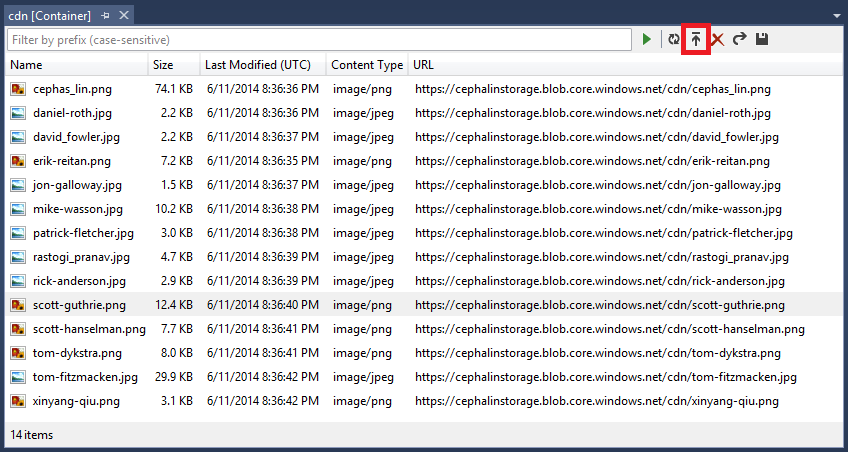 cdn [Container]
Filter by prefix (case-sensitive)
Name Size Last Modified (UTC) Content Type URL
cephas_lin.png 74.1 KB 6/11/2014 8:36:36 PM image/png https://cephalinstorage.blob.core.windows.net/cdn/cephas_lin.png
daniel-roth.jpg 2.2 KB 6/11/2014 8:36:36 PM image/jpeg https://cephalinstorage.blob.core.windows.net/cdn/daniel-roth.jpg
david_fowler.jpg 2.2 KB 6/11/2014 8:36:37 PM image/jpeg https://cephalinstorage.blob.core.windows.net/cdn/david_fowler.jpg
erik-reitan.png 7.2 KB 6/11/2014 8:36:35 PM image/png https://cephalinstorage.blob.core.windows.net/cdn/erik-reitan.png
jon-galloway.jpg 1.5 KB 6/11/2014 8:36:37 PM image/jpeg https://cephalinstorage.blob.core.windows.net/cdn/jon-galloway.jpg
mike-wasson.jpg 10.2 KB 6/11/2014 8:36:38 PM image/jpeg https://cephalinstorage.blob.core.windows.net/cdn/mike-wasson.jpg
patrick-fletcher.jpg 3.0 KB 6/11/2014 8:36:38 PM image/jpeg https://cephalinstorage.blob.core.windows.net/cdn/patrick-fletcher.jpg
rastogi_pranav.jpg 4.7 KB 6/11/2014 8:36:39 PM image/jpeg https://cephalinstorage.blob.core.windows.net/cdn/rastogi_pranav.jpg
rick-anderson.jpg 2.9 KB 6/11/2014 8:36:39 PM image/jpeg https://cephalinstorage.blob.core.windows.net/cdn/rick-anderson.jpg
scott-guthrie.png 12.4 KB 6/11/2014 8:36:40 PM image/png https://cephalinstorage.blob.core.windows.net/cdn/scott-guthrie.png
scott-hanselman.png 7.7 KB 6/11/2014 8:36:41 PM image/png https://cephalinstorage.blob.core.windows.net/cdn/scott-hanselman.png
tom-dykstra.png 8.0 KB 6/11/2014 8:36:41 PM image/png https://cephalinstorage.blob.core.windows.net/cdn/tom-dykstra.png
tom-fitzmacken.jpg 29.9 KB 6/11/2014 8:36:42 PM image/jpeg https://cephalinstorage.blob.core.windows.net/cdn/tom-fitzmacken.jpg
xinyang-qiu.png 3.1 KB 6/11/2014 8:36:42 PM image/png https://cephalinstorage.blob.core.windows.net/cdn/xinyang-qiu.png
14 items